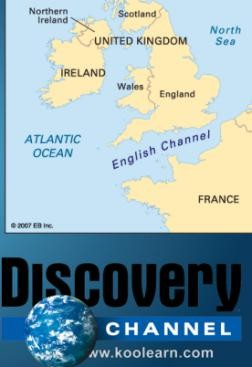 Northern
Ireland
Scotland
North
Sea
UNITED KINGDOM
IRELAND
Wales
England
ATLANTIC
OCEAN
English Channel
FRANCE
© 2007 EB Inc.
Discovery
CHANNEL
www.koolearn.com